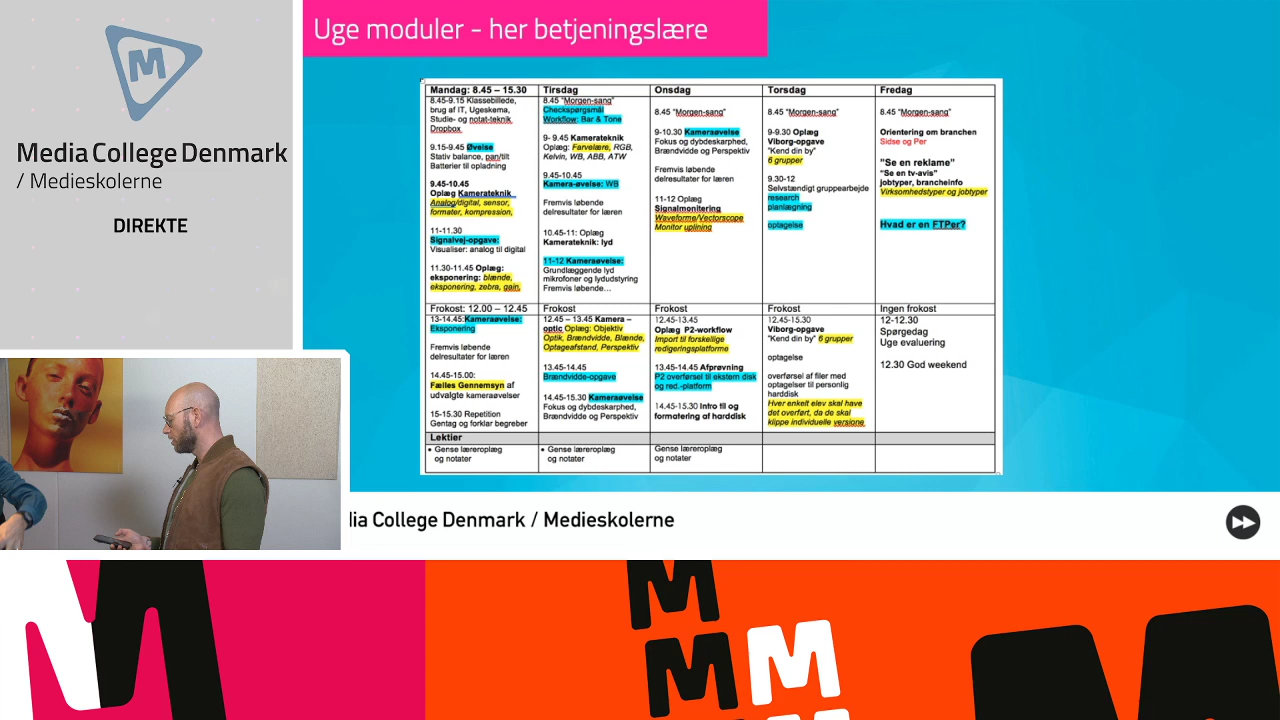 M
Media College Denmark
/ Medieskolerne
DIREKTE
Uge moduler - her betjeningslære
Mandag: 8.45 – 15.30
8.45-9.15 Klassebillede,
brug af IT, Ugeskema,
Studie- og notat-teknik
Dropbox
9.15-9.45 Øvelse
Stativ balance, pan/tilt
Batterier til opladning
9.45-10.45
Oplæg Kamerateknik
Analog/digital, sensor,
formater, kompression,
11-11.30
Signalvej-opgave:
Visualiser: analog til digital
11.30-11.45 Oplæg:
eksponering: blænde,
eksponering, zebra, gain,
Tirsdag
8.45 "Morgen-sang"
Checkspørgsmål
Workflow: Bar & Tone
9- 9.45 Kamerateknik
Oplæg: Farvelære, RGB,
Kelvin, WB, ABB, ATW
9.45-10.45
Kamera-øvelse: WB
Fremvis løbende
delresultater for læren
10.45-11: Oplæg
Kamerateknik: lyd
11-12 Kameraøvelse:
Grundlæggende lyd
mikrofoner og lydudstyring
Fremvis løbende...
Onsdag
8.45 "Morgen-sang"
9-10.30 Kameraøvelse
Fokus og dybdeskarphed,
Brændvidde og Perspektiv
Fremvis løbende
delresultater for læren
11-12 Oplæg
Signalmonitering
Waveforme/Vectorscope
Monitor uplining
Torsdag
8.45 "Morgen-sang"
9-9.30 Oplæg
Viborg-opgave
"Kend din by"
6 grupper
9.30-12
Selvstændigt gruppearbejde
research
planlægning
optagelse
Fredag
8.45 "Morgen-sang"
Orientering om branchen
Sidse og Per
"Se en reklame"
"Se en tv-avis"
jobtyper, brancheinfo
Virksomhedstyper og jobtyper
Hvad er en FTPer?
Frokost: 12.00 – 12.45
13-14.45:Kameraøvelse:
Eksponering
Fremvis løbende
delresultater for læren
14.45-15.00:
Fælles Gennemsyn af
udvalgte kameraøvelser
15-15.30 Repetition
Gentag og forklar begreber
Frokost
12.45 – 13.45 Kamera –
optic Oplæg: Objektiv
Optik, Brændvidde, Blænde,
Optageafstand, Perspektiv
13.45-14.45
Brændvidde-opgave
14.45-15.30 Kameraøvelse
Fokus og dybdeskarphed,
Brændvidde og Perspektiv
Frokost
12.45-13.45
Oplæg P2-workflow
Import til forskellige
redigeringsplatforme
13.45-14.45 Afprøvning
P2 overførsel til ekstern disk
og red.-platform
14.45-15.30 Intro til og
formatering af harddisk
Frokost
12.45-15.30
Viborg-opgave
"Kend din by" 6 grupper
optagelse
overførsel af filer med
optagelser til personlig
harddisk
Hver enkelt elev skal have
det overført, da de skal
klippe individuelle versione
Ingen frokost
12-12.30
Spørgedag
Uge evaluering
12.30 God weekend
Lektier
• Gense læreroplæg
og notater
• Gense læreroplæg
og notater
Gense læreroplæg
og notater
dia College Denmark / Medieskolerne
M
M
M
M
M